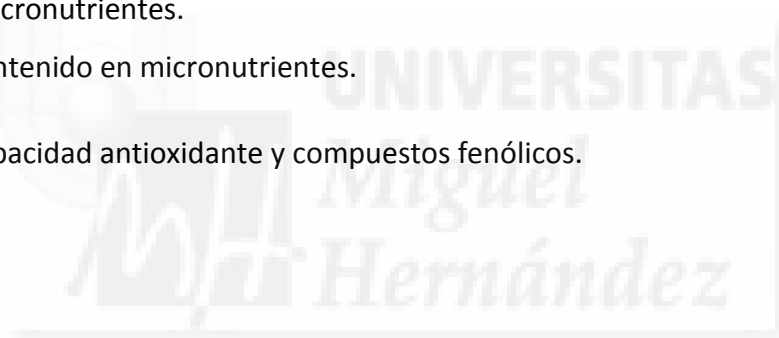 cronutrientes.
ntenido en micronutrientes.
UNIVERSITAS
pacidad antioxidante y compuestos fenólicos.
Miguel
Hernández